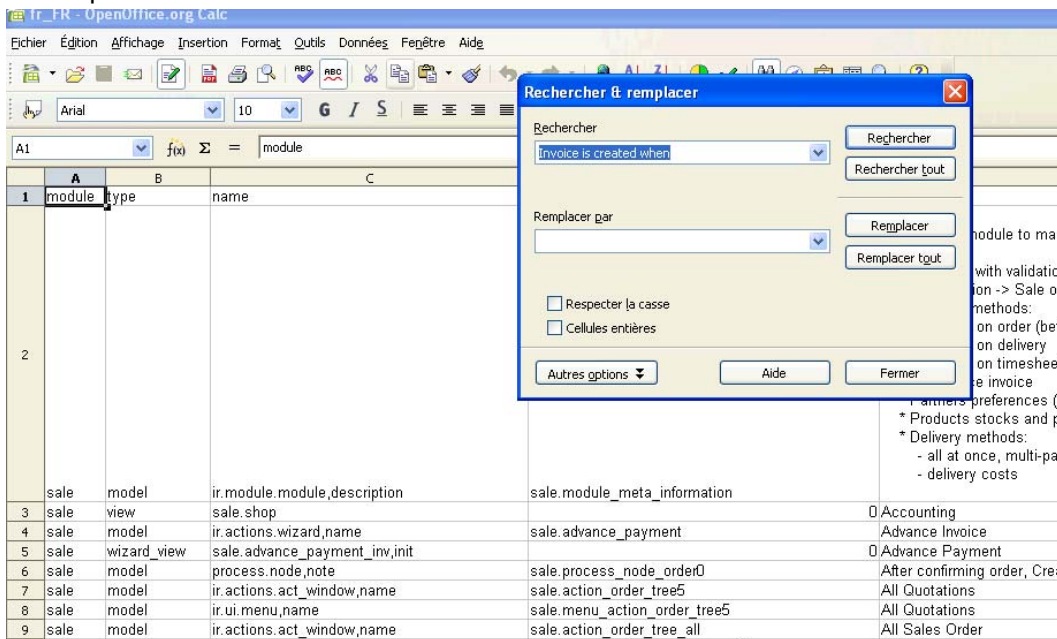 fr_FR - OpenOffice.org Calc
Fichier Édition Affichage Insertion Format Outils Données Fenêtre Aide
Arial 10 G I S
A1 f(x) Σ = module
A B C
1 module type name
Rechercher & remplacer
Rechercher
Invoice is created when
Rechercher
Rechercher tout
Remplacer par
Remplacer
Remplacer tout
Respecter la casse
Cellules entières
Autres options Aide Fermer
module to ma
with validatio
ion -> Sale o
methods:
on order (be
on delivery
on timeshee
e invoice
Partners preferences (
* Products stocks and p
* Delivery methods:
- all at once, multi-pa
- delivery costs
2 sale model ir.module.module,description sale.module_meta_information
3 sale view sale.shop 0 Accounting
4 sale model ir.actions.wizard,name sale.advance_payment Advance Invoice
5 sale wizard_view sale.advance_payment_inv,init 0 Advance Payment
6 sale model process.node,note sale.process_node_order0 After confirming order, Crea
7 sale model ir.actions.act_window,name sale.action_order_tree5 All Quotations
8 sale model ir.ui.menu,name sale.menu_action_order_tree5 All Quotations
9 sale model ir.actions.act_window,name sale.action_order_tree_all All Sales Order